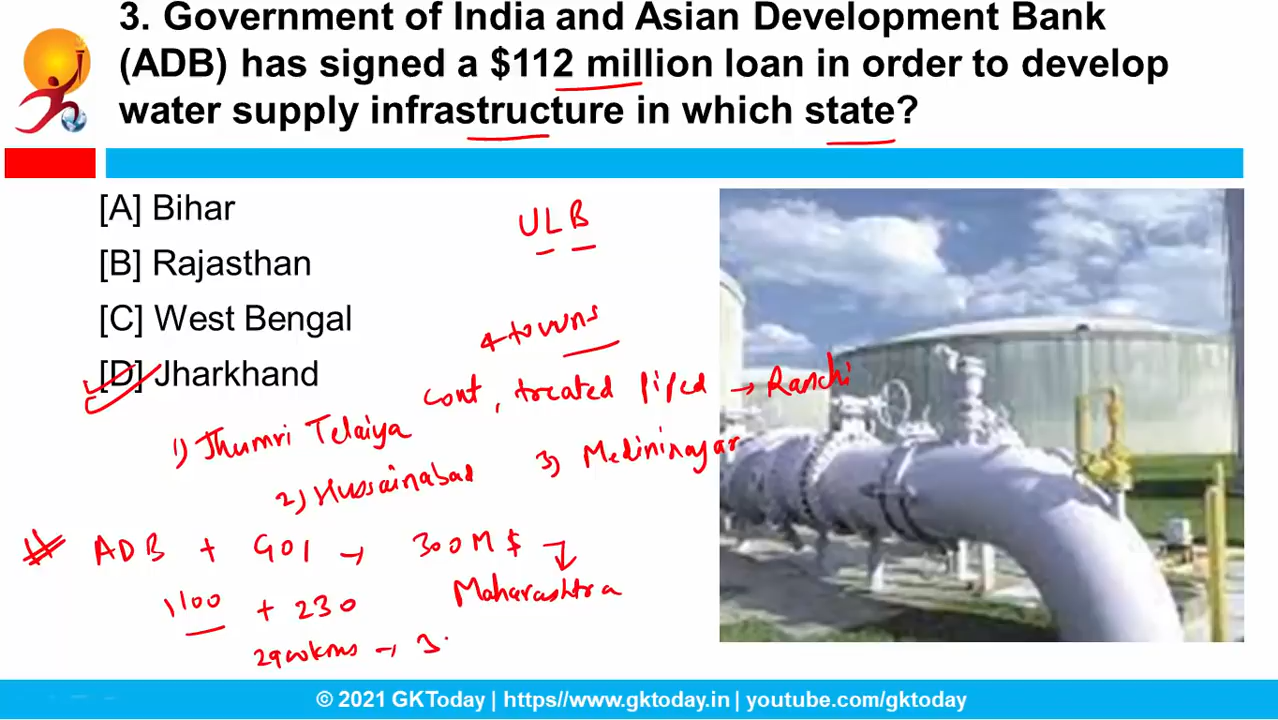 3. Government of India and Asian Development Bank
(ADB) has signed a $112 million loan in order to develop
water supply infrastructure in which state?
[A] Bihar
ULB
[B] Rajasthan
[C] West Bengal
4 towns
[D] Jharkhand
cont, treated piped → Ranchi
1) Jhumri Telaiya
2) Hussainabad
3) Medininagar
# ADB + GOI → 300M $
Maharashtra
1100 + 230
2900kms → 3
© 2021 GKToday | https//www.gktoday.in | youtube.com/gktoday